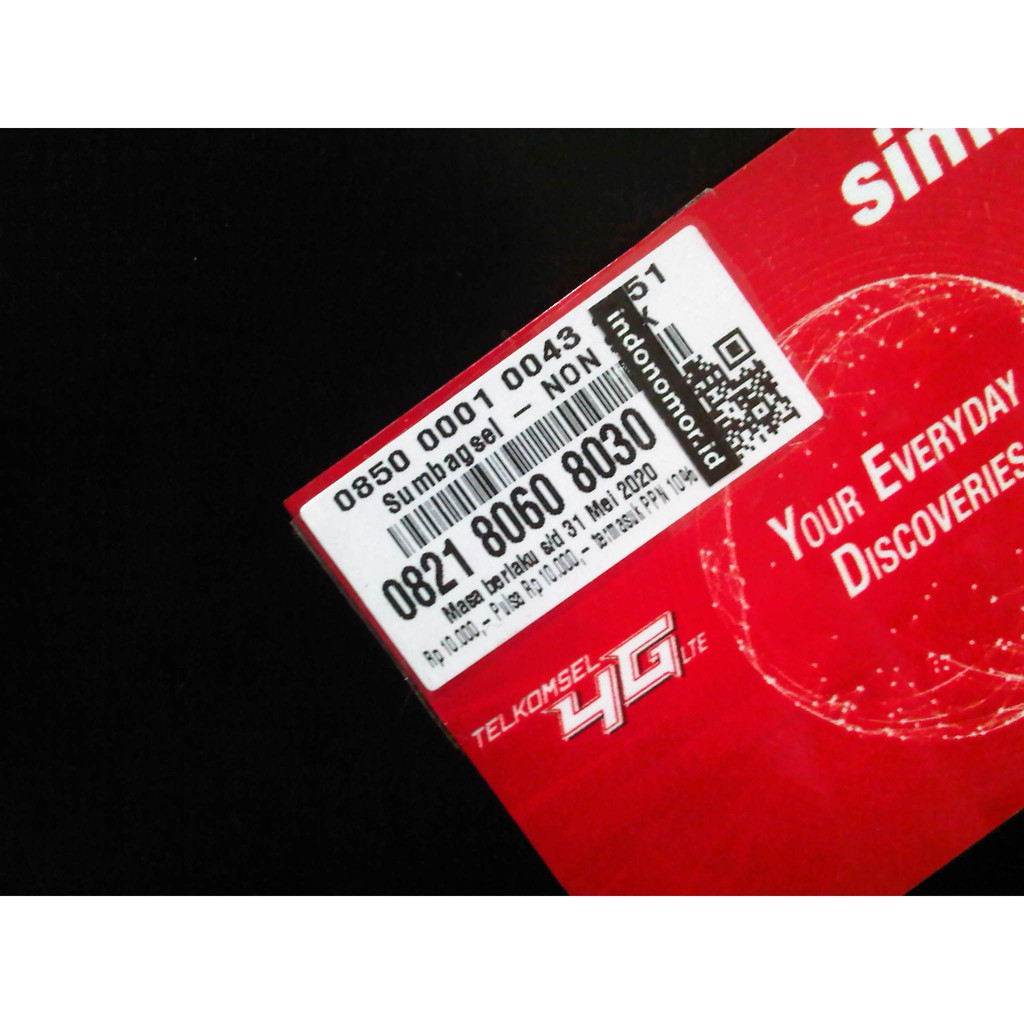 0850 0001 0043 51
Sumbagsel - NON K
indonomor.id
0821 8060 8030
Masa berlaku s/d 31 Mei 2020
Rp 10.000,- Pulsa Rp 10.000,- termasuk PPN 10%
TELKOMSEL
4G LTE
YOUR EVERYDAY
DISCOVERIES